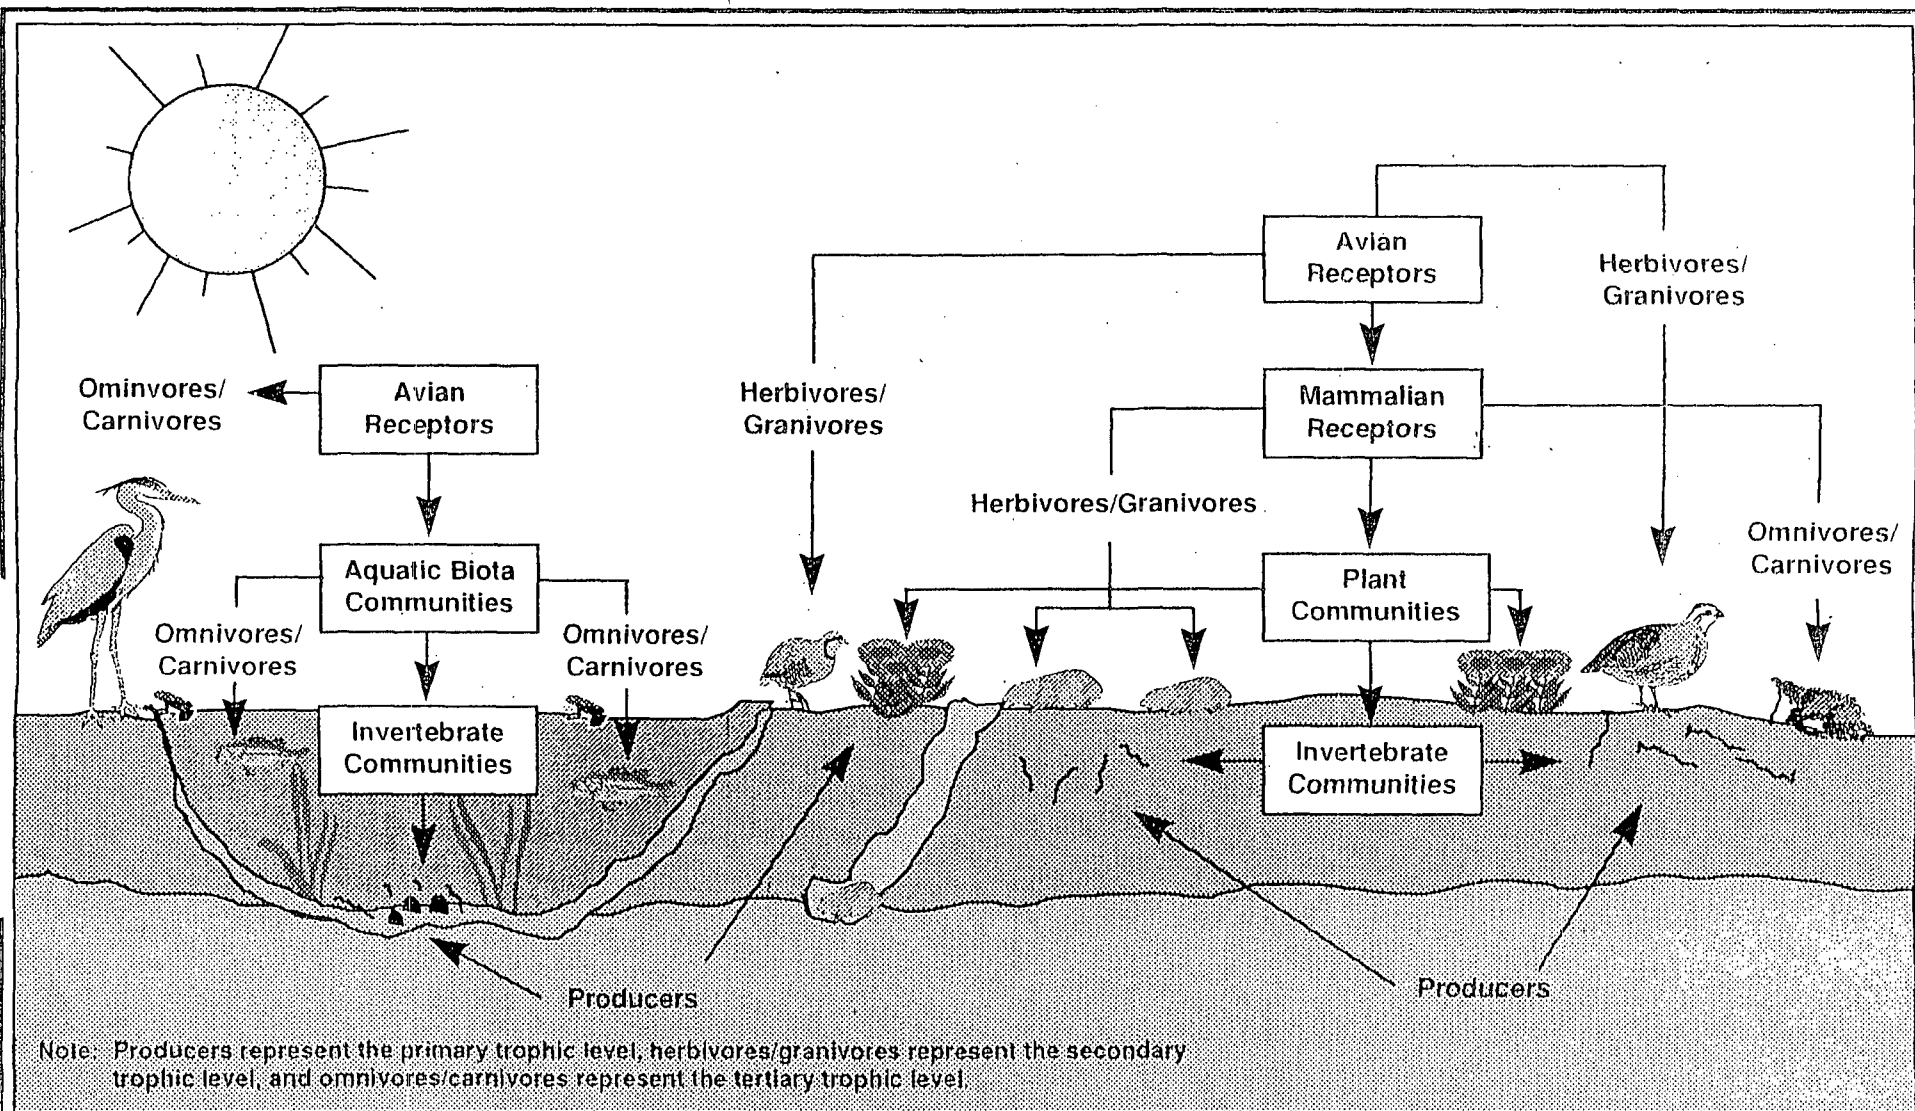 Avian
Receptors
Herbivores/
Granivores
Ominvores/
Carnivores
Avian
Receptors
Herbivores/
Granivores
Mammalian
Receptors
Herbivores/Granivores
Omnivores/
Carnivores
Aquatic Biota
Communities
Plant
Communities
Omnivores/
Carnivores
Omnivores/
Carnivores
Invertebrate
Communities
Invertebrate
Communities
Producers
Producers
Note: Producers represent the primary trophic level, herbivores/granivores represent the secondary
trophic level, and omnivores/carnivores represent the tertiary trophic level.